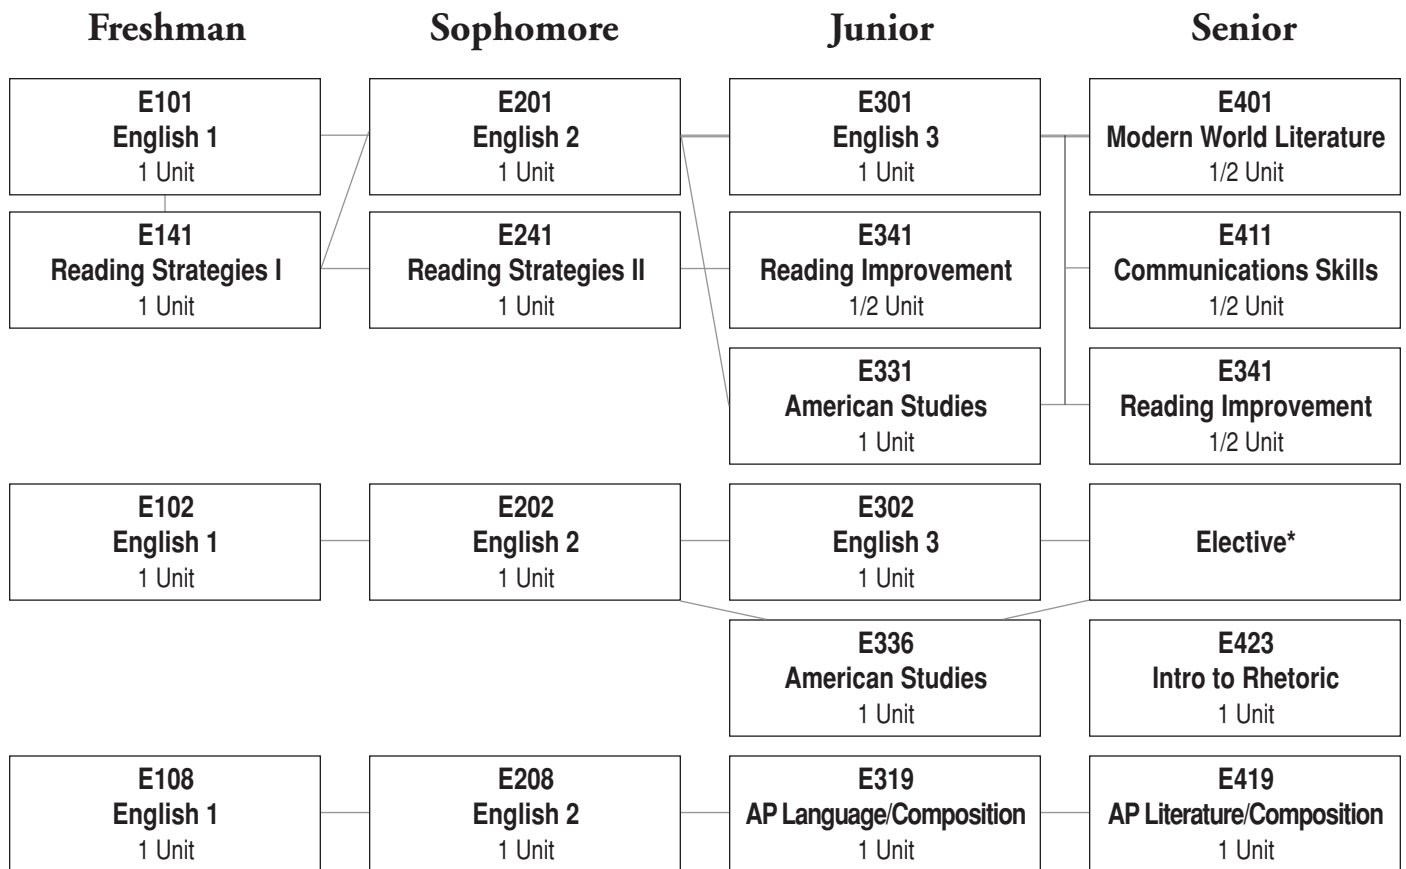 Freshman Sophomore Junior Senior
E101
English 1
1 Unit
E201
English 2
1 Unit
E301
English 3
1 Unit
E401
Modern World Literature
1/2 Unit
E141
Reading Strategies I
1 Unit
E241
Reading Strategies II
1 Unit
E341
Reading Improvement
1/2 Unit
E411
Communications Skills
1/2 Unit
E331
American Studies
1 Unit
E341
Reading Improvement
1/2 Unit
E102
English 1
1 Unit
E202
English 2
1 Unit
E302
English 3
1 Unit
Elective*
E336
American Studies
1 Unit
E423
Intro to Rhetoric
1 Unit
E108
English 1
1 Unit
E208
English 2
1 Unit
E319
AP Language/Composition
1 Unit
E419
AP Literature/Composition
1 Unit